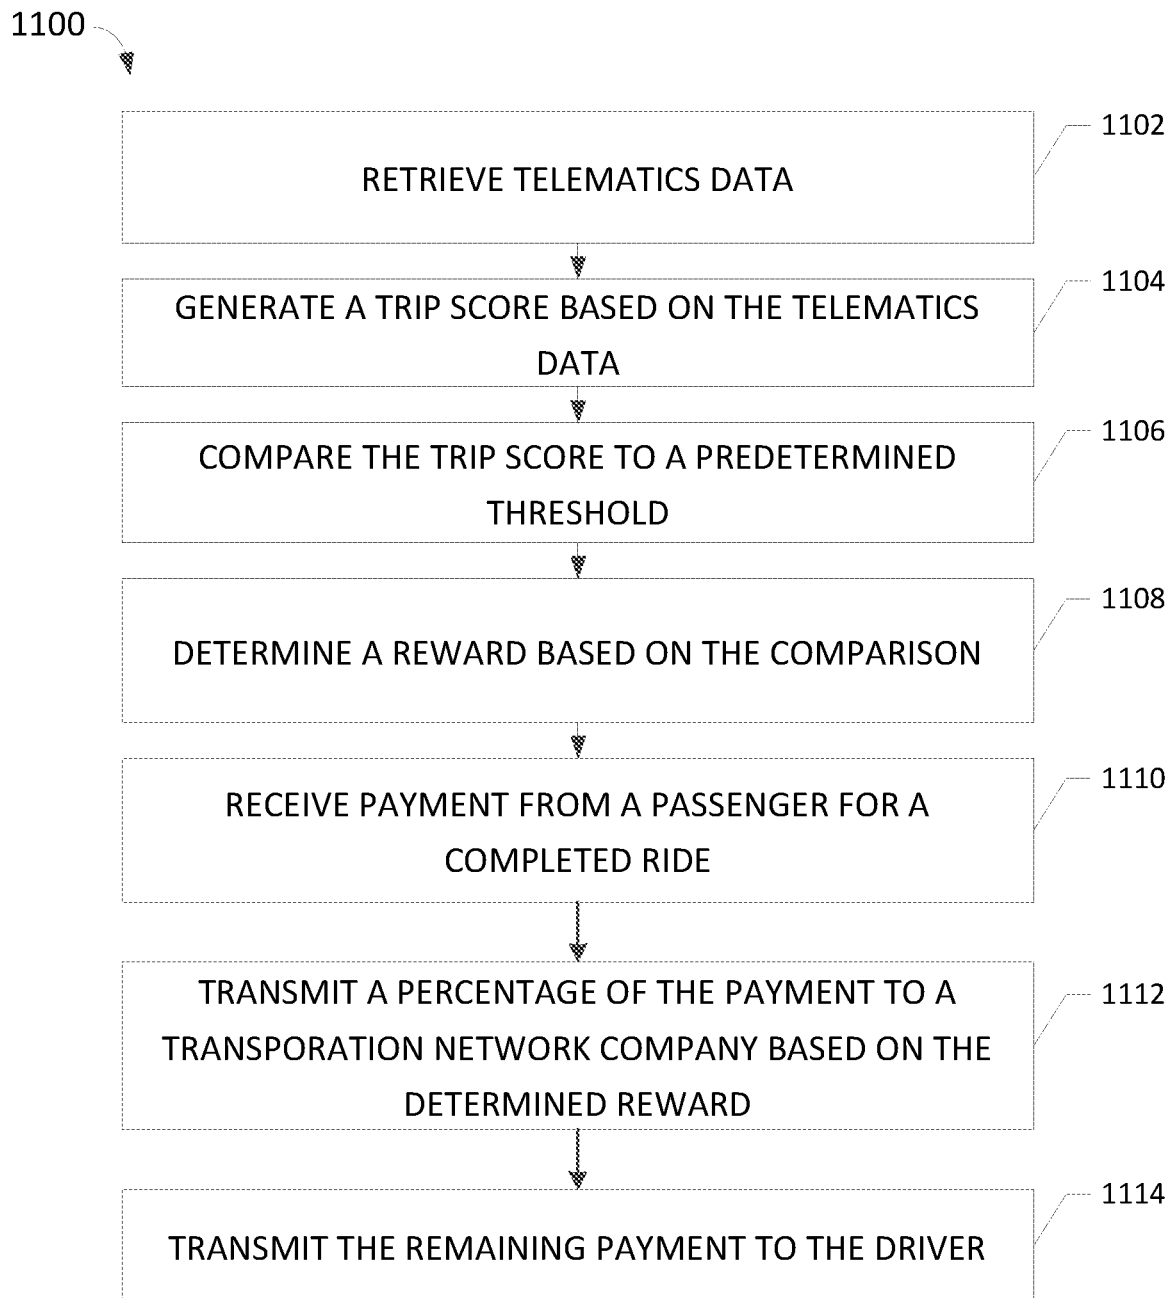 1100
1102
RETRIEVE TELEMATICS DATA
1104
GENERATE A TRIP SCORE BASED ON THE TELEMATICS
DATA
1106
COMPARE THE TRIP SCORE TO A PREDETERMINED
THRESHOLD
1108
DETERMINE A REWARD BASED ON THE COMPARISON
1110
RECEIVE PAYMENT FROM A PASSENGER FOR A
COMPLETED RIDE
1112
TRANSMIT A PERCENTAGE OF THE PAYMENT TO A
TRANSPORATION NETWORK COMPANY BASED ON THE
DETERMINED REWARD
1114
TRANSMIT THE REMAINING PAYMENT TO THE DRIVER